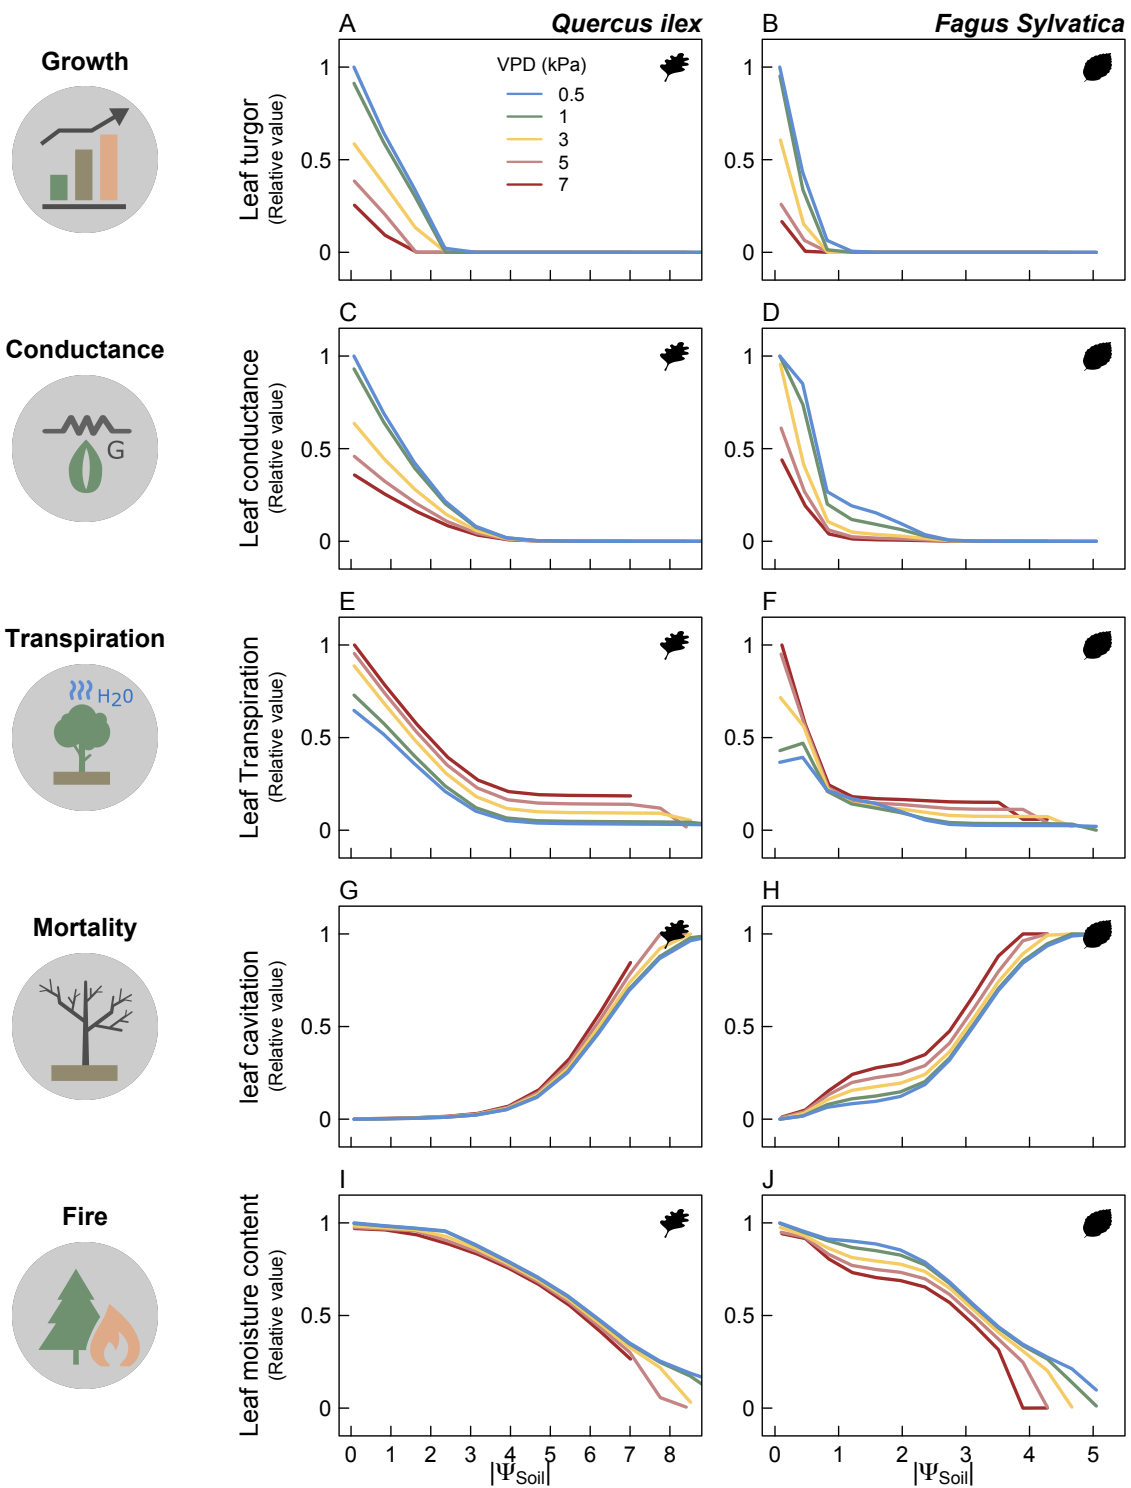 A
Quercus ilex
B
Fagus Sylvatica
Growth
Leaf turgor
(Relative value)
1
0.5
0
VPD (kPa)
0.5
1
3
5
7
1
0.5
0
C
D
Conductance
G
Leaf conductance
(Relative value)
1
0.5
0
1
0.5
0
E
F
Transpiration
H20
Leaf Transpiration
(Relative value)
1
0.5
0
1
0.5
0
G
H
Mortality
leaf cavitation
(Relative value)
1
0.5
0
1
0.5
0
I
J
Fire
Leaf moisture content
(Relative value)
1
0.5
0
1
0.5
0
0 1 2 3 4 5 6 7 8
0 1 2 3 4 5
|ΨSoil|
|ΨSoil|